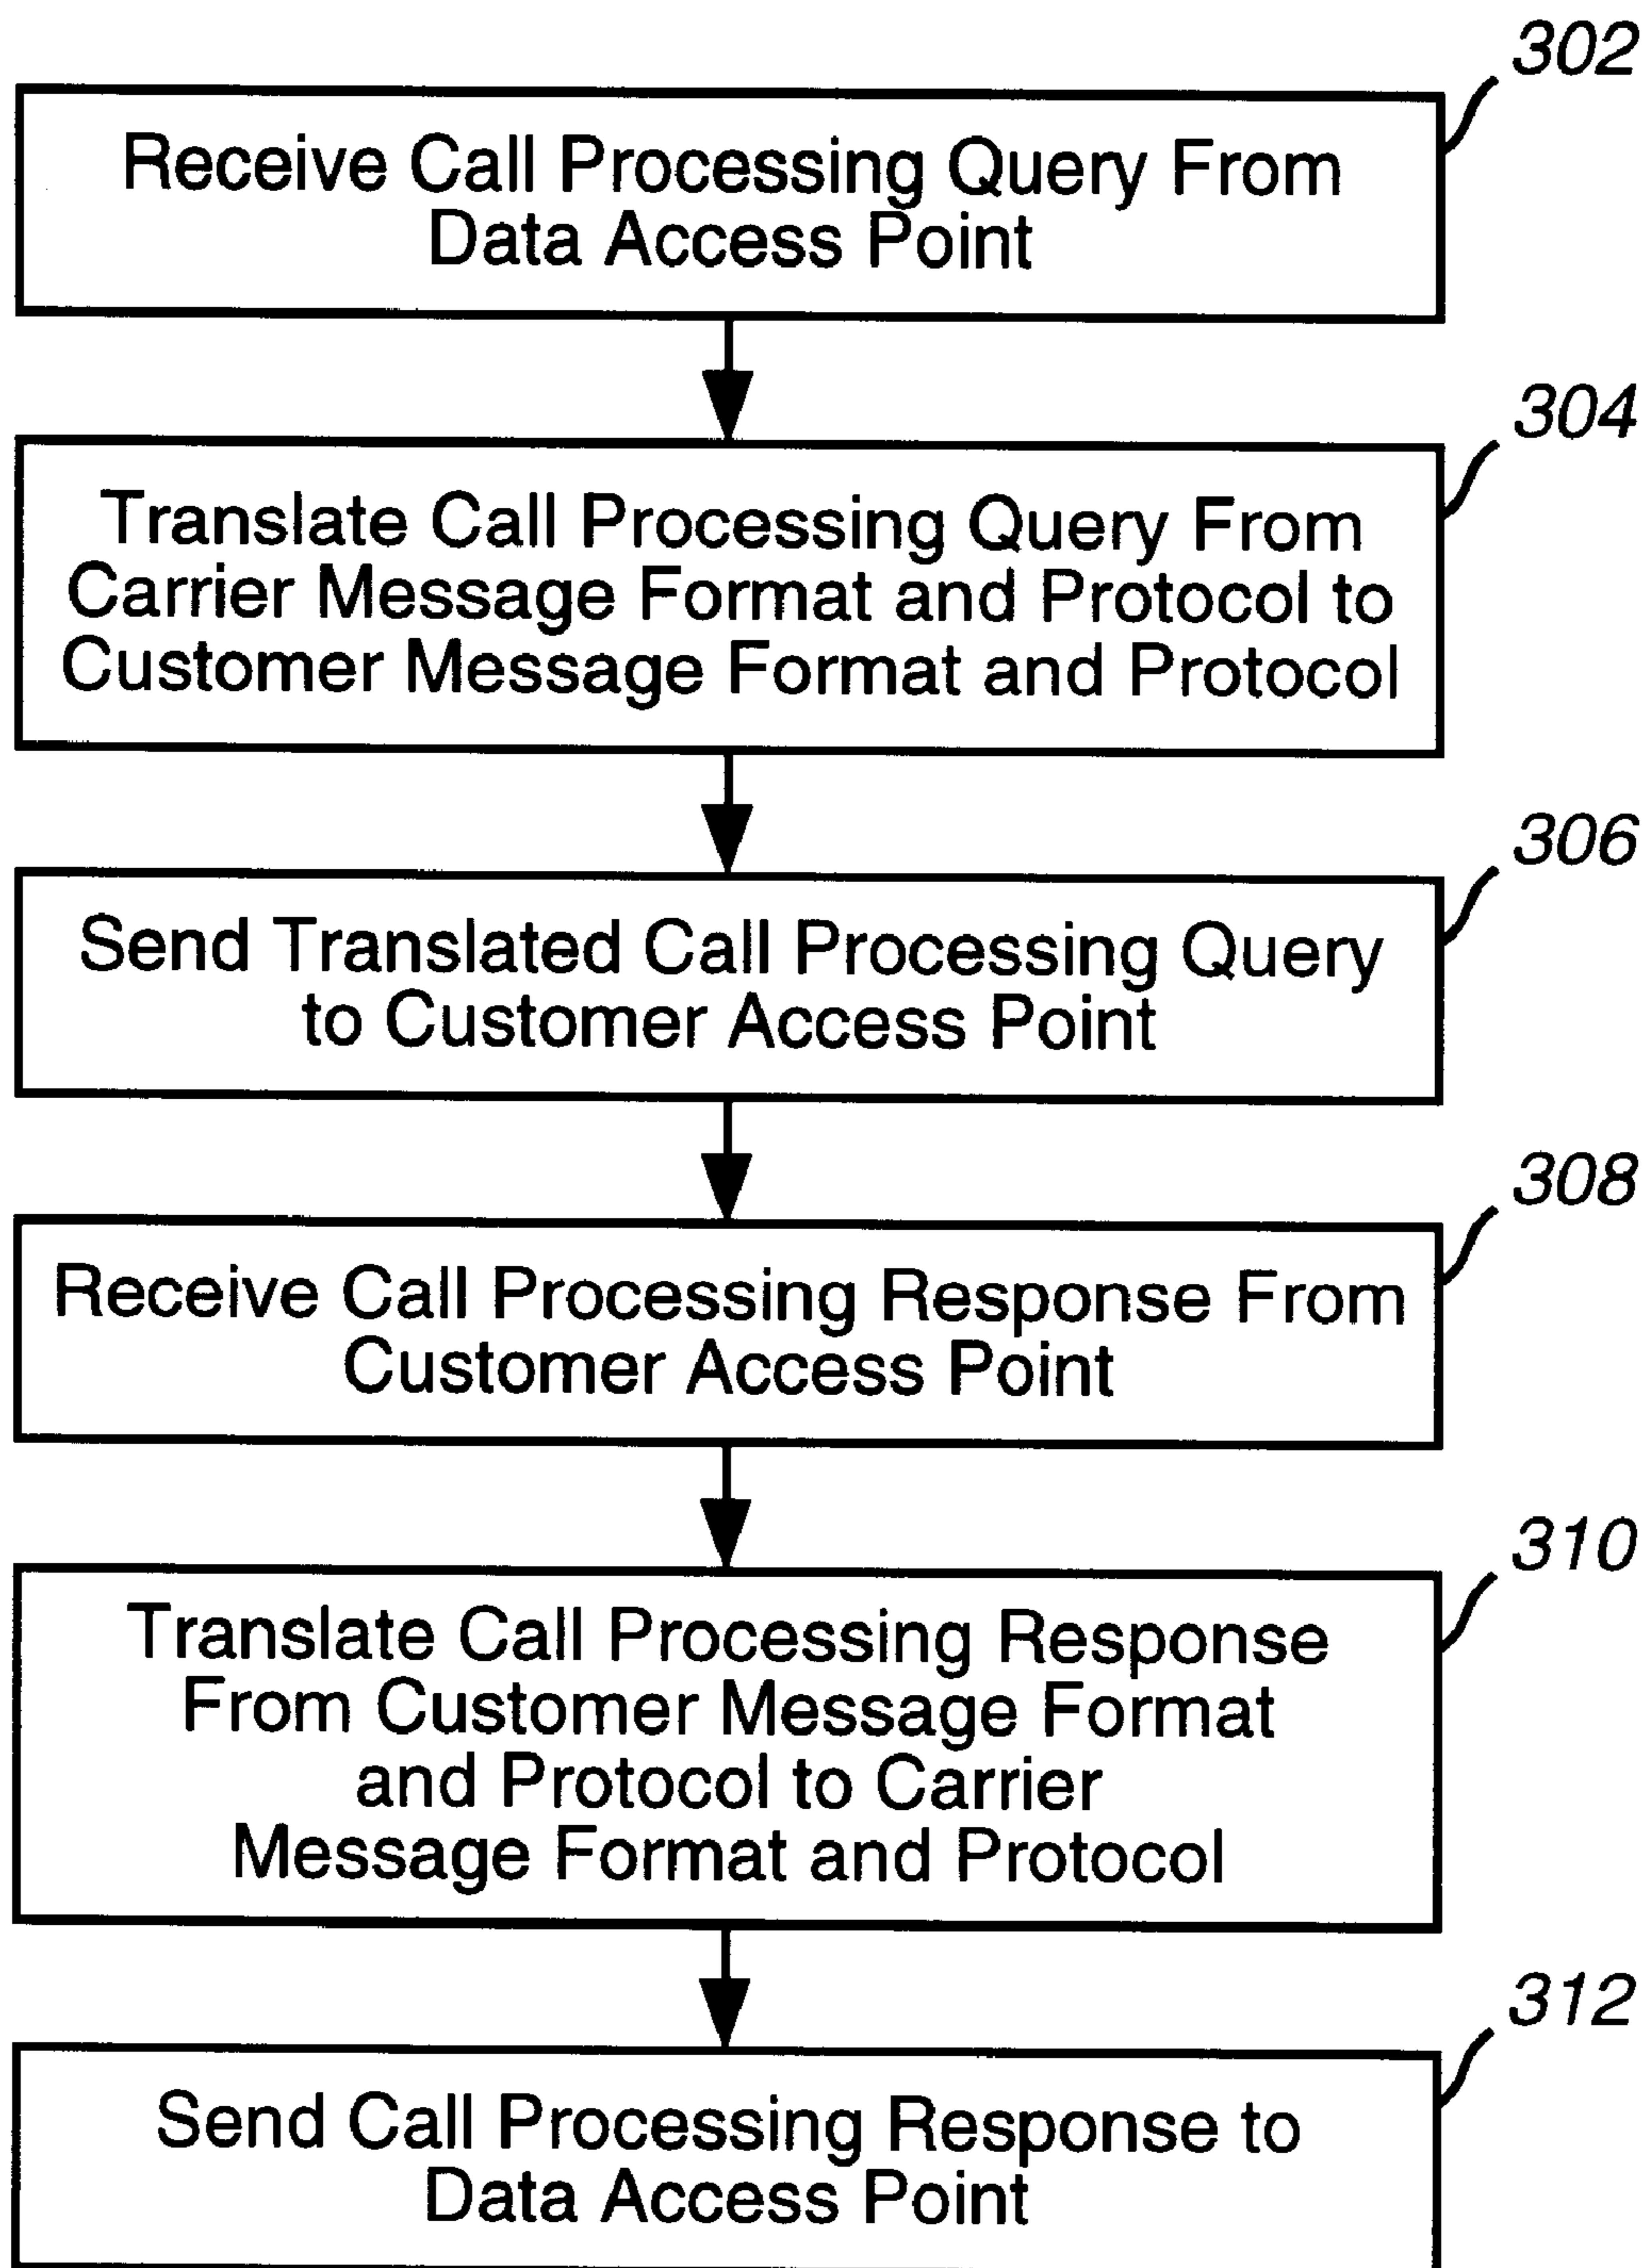 302
Receive Call Processing Query From
Data Access Point
304
Translate Call Processing Query From
Carrier Message Format and Protocol to
Customer Message Format and Protocol
306
Send Translated Call Processing Query
to Customer Access Point
308
Receive Call Processing Response From
Customer Access Point
310
Translate Call Processing Response
From Customer Message Format
and Protocol to Carrier
Message Format and Protocol
312
Send Call Processing Response to
Data Access Point